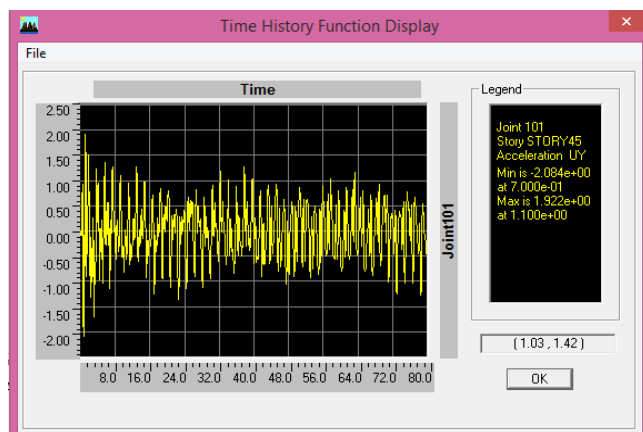 Time History Function Display
File
Time
2.50
2.00
1.50
1.00
0.50
0.00
-0.50
-1.00
-1.50
-2.00
8.0 16.0 24.0 32.0 40.0 48.0 56.0 64.0 72.0 80.0
Joint101
Legend
Joint 101
Story STORY45
Acceleration UY
Min is -2.084e+00
at 7.000e-01
Max is 1.922e+00
at 1.100e+00
( 1.03 , 1.42 )
OK